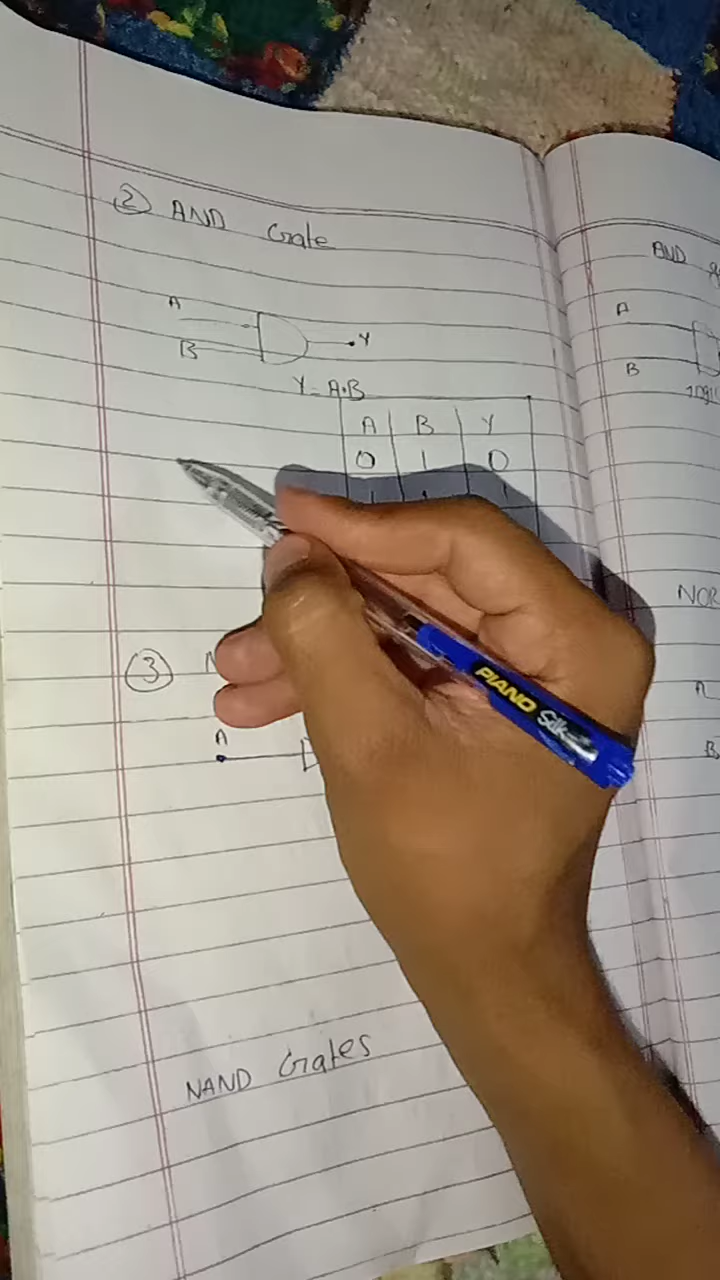 ② AND Gate
A
B
Y
Y = A·B
A B Y
0 1 0
③
A
NAND Gates
AND
A
B
NOR
A
B
PIANO Silk